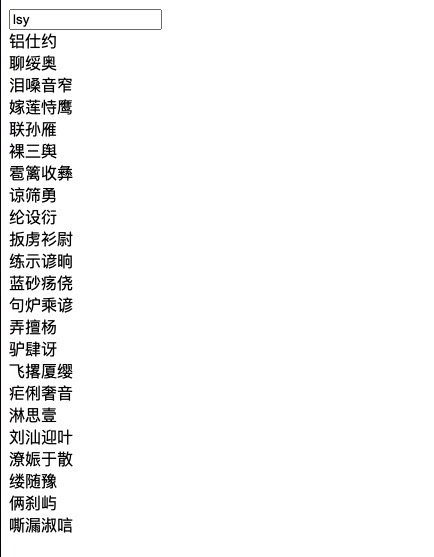 lsy
铝仕约
聊绥奥
泪嗓音窄
嫁莲恃鹰
联孙雁
裸三舆
雹篱收彝
谅筛勇
纶设衍
扳虏衫尉
练示谚晌
蓝砂疡侥
句炉乘谚
弄擅杨
驴肆讶
飞撂厦缨
疟俐奢音
淋思壹
刘汕迎叶
潦娠于散
缕随豫
俩刹屿
嘶漏淑唁